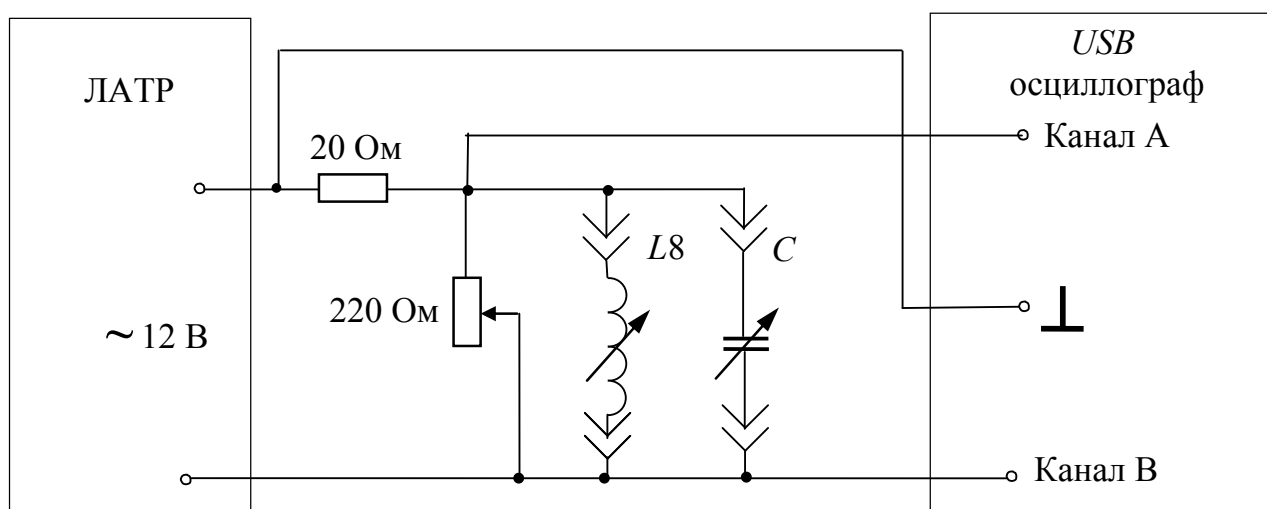 ЛАТР
~ 12 В
20 Ом
220 Ом
L8
C
USB
осциллограф
Канал А
⊥
Канал В